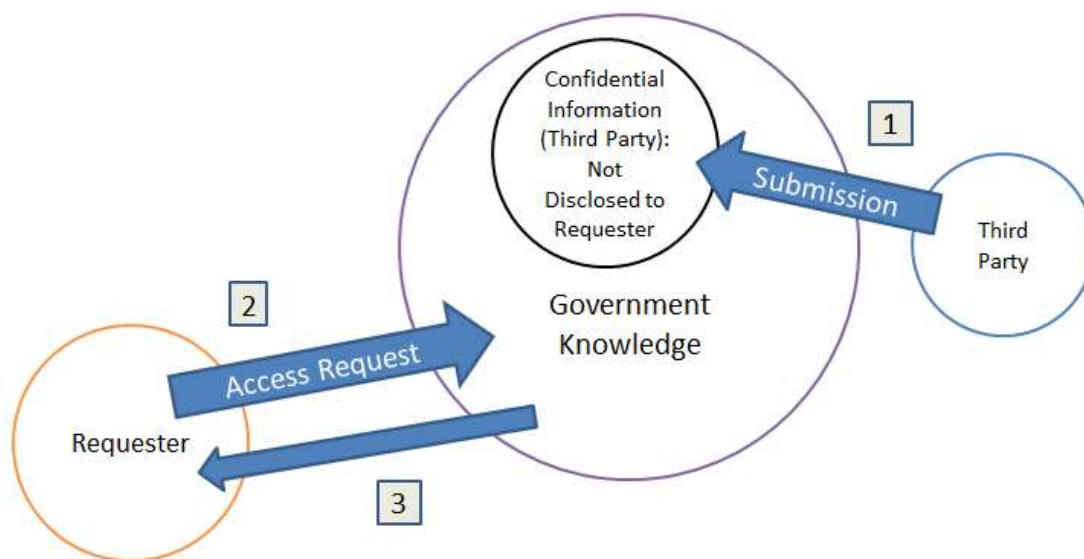 Confidential
Information
(Third Party):
Not
Disclosed to
Requester
1
Submission
Third
Party
Government
Knowledge
2
Access Request
Requester
3